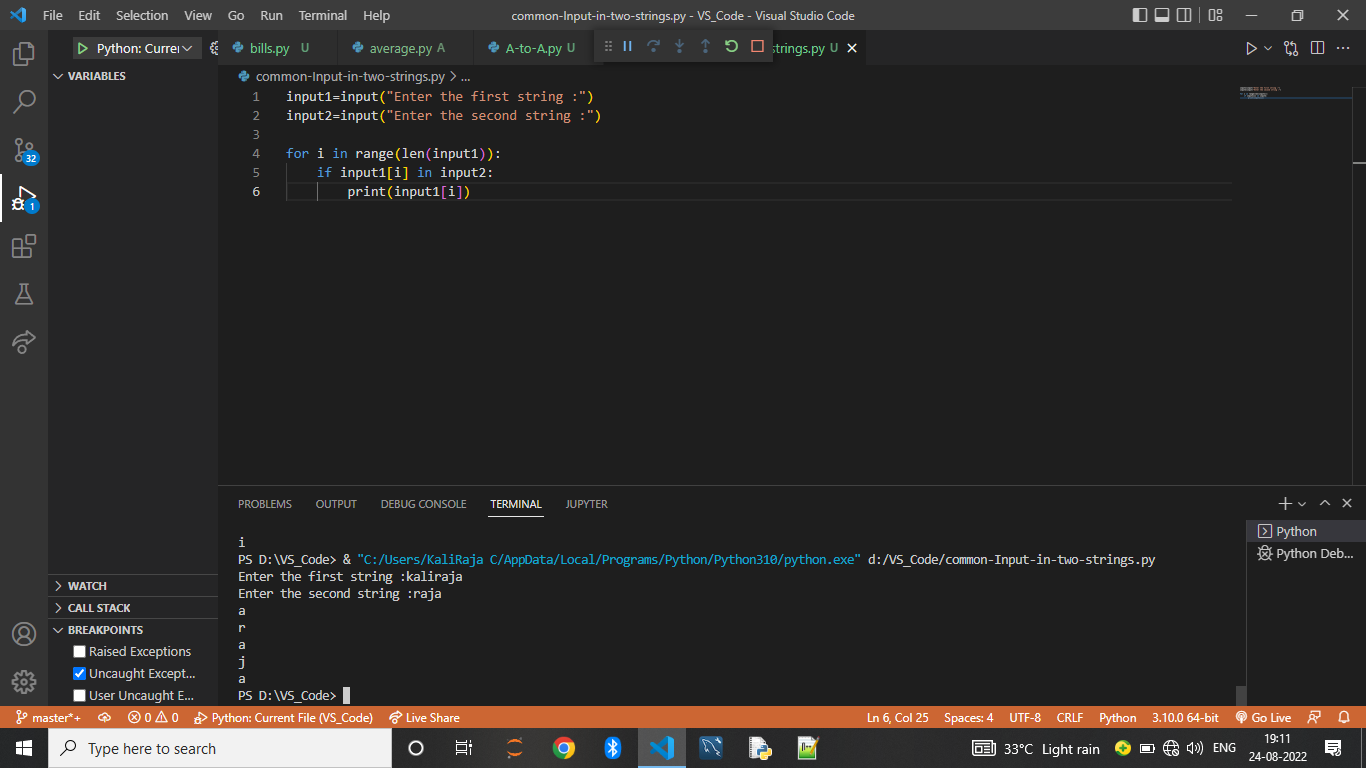 File Edit Selection View Go Run Terminal Help common-Input-in-two-strings.py - VS_Code - Visual Studio Code
Python: Currei bills.py U average.py A A-to-A.py U strings.py U
VARIABLES
common-Input-in-two-strings.py > ...
1 input1=input("Enter the first string :")
2 input2=input("Enter the second string :")
3
4 for i in range(len(input1)):
5 if input1[i] in input2:
6 print(input1[i])
32
1
PROBLEMS OUTPUT DEBUG CONSOLE TERMINAL JUPYTER
Python
Python Deb...
i
PS D:\VS_Code> & "C:/Users/KaliRaja C/AppData/Local/Programs/Python/Python310/python.exe" d:/VS_Code/common-Input-in-two-strings.py
Enter the first string :kaliraja
Enter the second string :raja
a
r
a
j
a
PS D:\VS_Code>
WATCH
CALL STACK
BREAKPOINTS
Raised Exceptions
Uncaught Except...
User Uncaught E...
master*+ 0 0 Python: Current File (VS_Code) Live Share Ln 6, Col 25 Spaces: 4 UTF-8 CRLF Python 3.10.0 64-bit Go Live
Type here to search 33°C Light rain ENG 19:11
24-08-2022